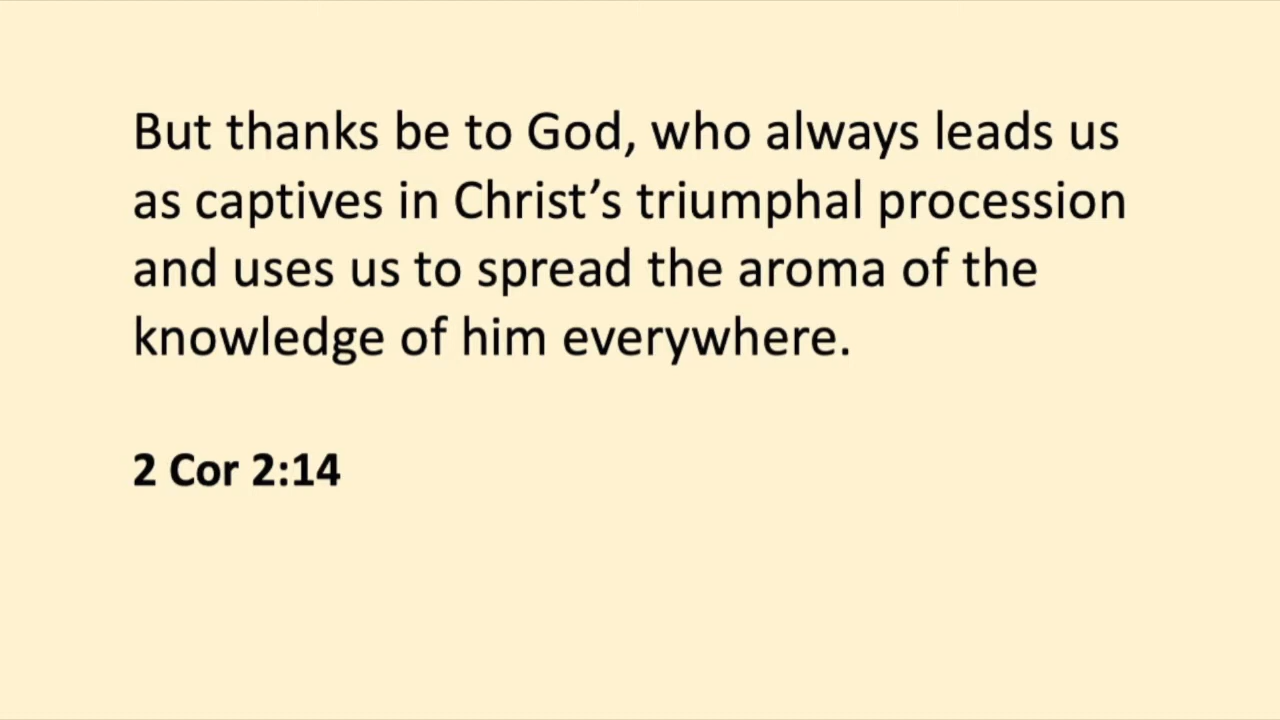 But thanks be to God, who always leads us
as captives in Christ’s triumphal procession
and uses us to spread the aroma of the
knowledge of him everywhere.
2 Cor 2:14